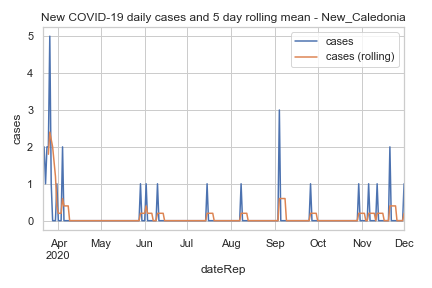 New COVID-19 daily cases and 5 day rolling mean - New_Caledonia
cases
cases (rolling)
cases
5
4
3
2
1
0
Apr May Jun Jul Aug Sep Oct Nov Dec
2020
dateRep